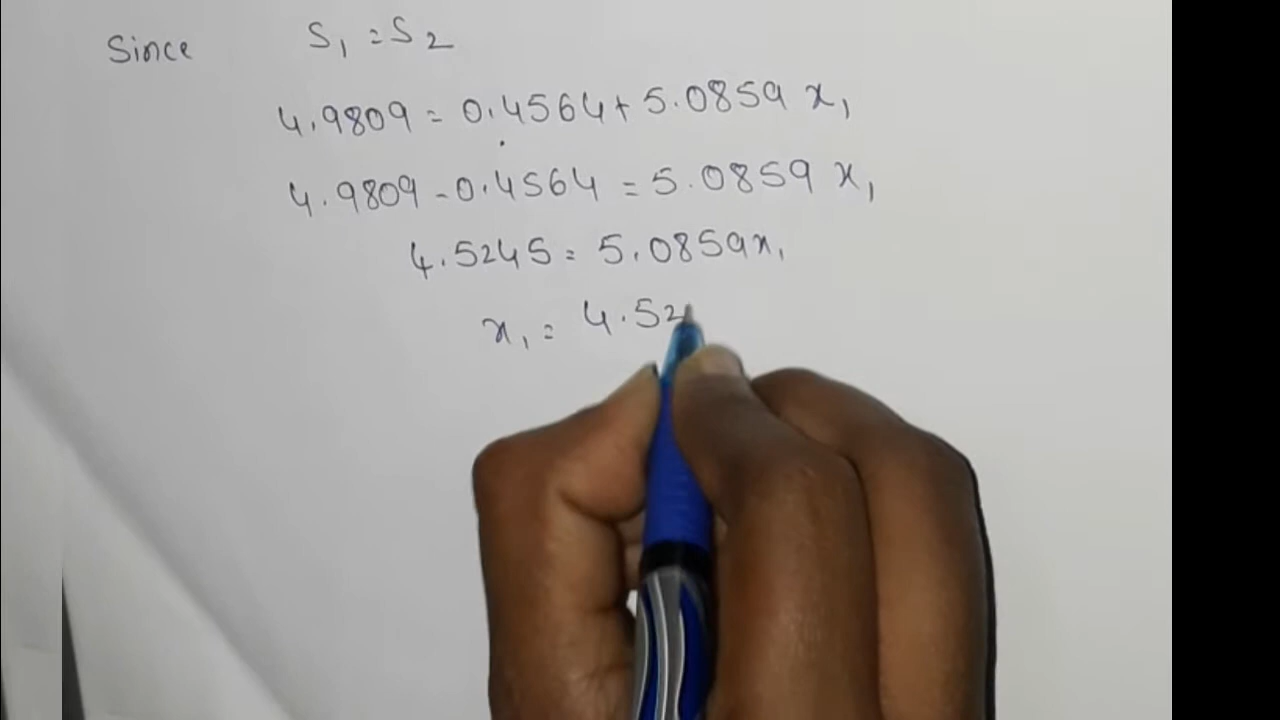 Since S₁ = S₂
4.9809 = 0.4564 + 5.0859 x₁
4.9809 - 0.4564 = 5.0859 x₁
4.5245 = 5.0859x₁
x₁ = 4.52